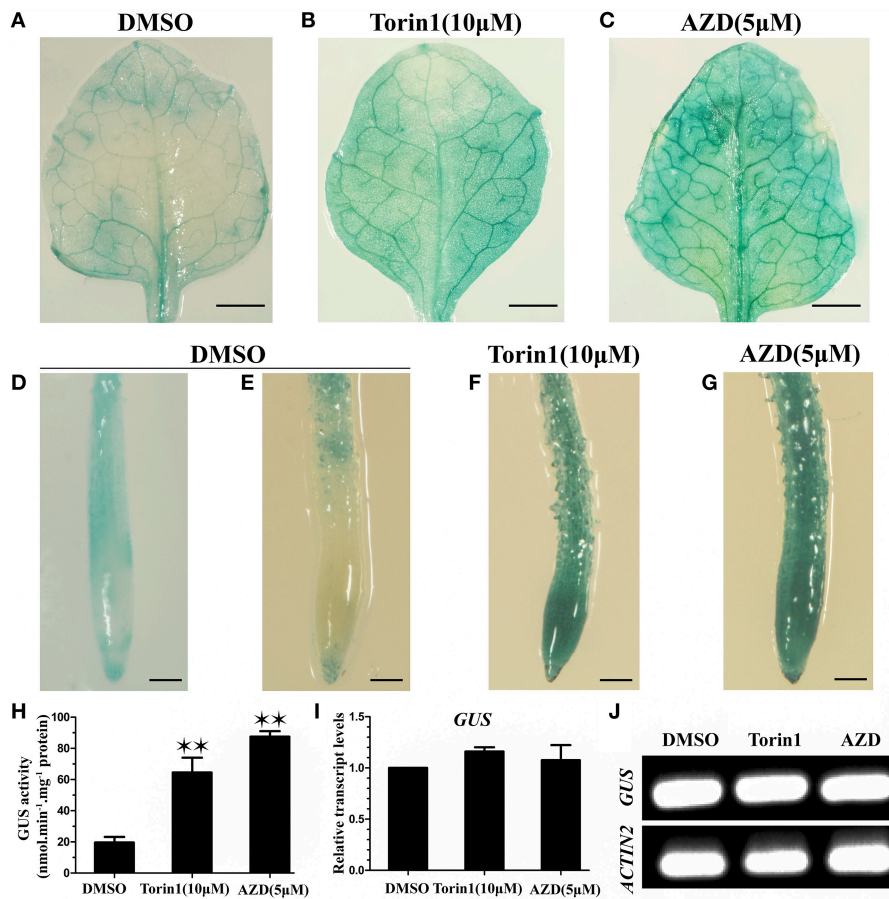 A DMSO
B Torin1(10μM)
C AZD(5μM)
DMSO
Torin1(10μM)
AZD(5μM)
D
E
F
G
H
GUS activity
(nmol.min⁻¹.mg⁻¹ protein)
100
80
60
40
20
0
✶✶
✶✶
DMSO Torin1(10μM) AZD(5μM)
I
GUS
Relative transcript levels
1.5
1.0
0.5
0.0
DMSO Torin1(10μM) AZD(5μM)
J
DMSO Torin1 AZD
GUS
ACTIN2